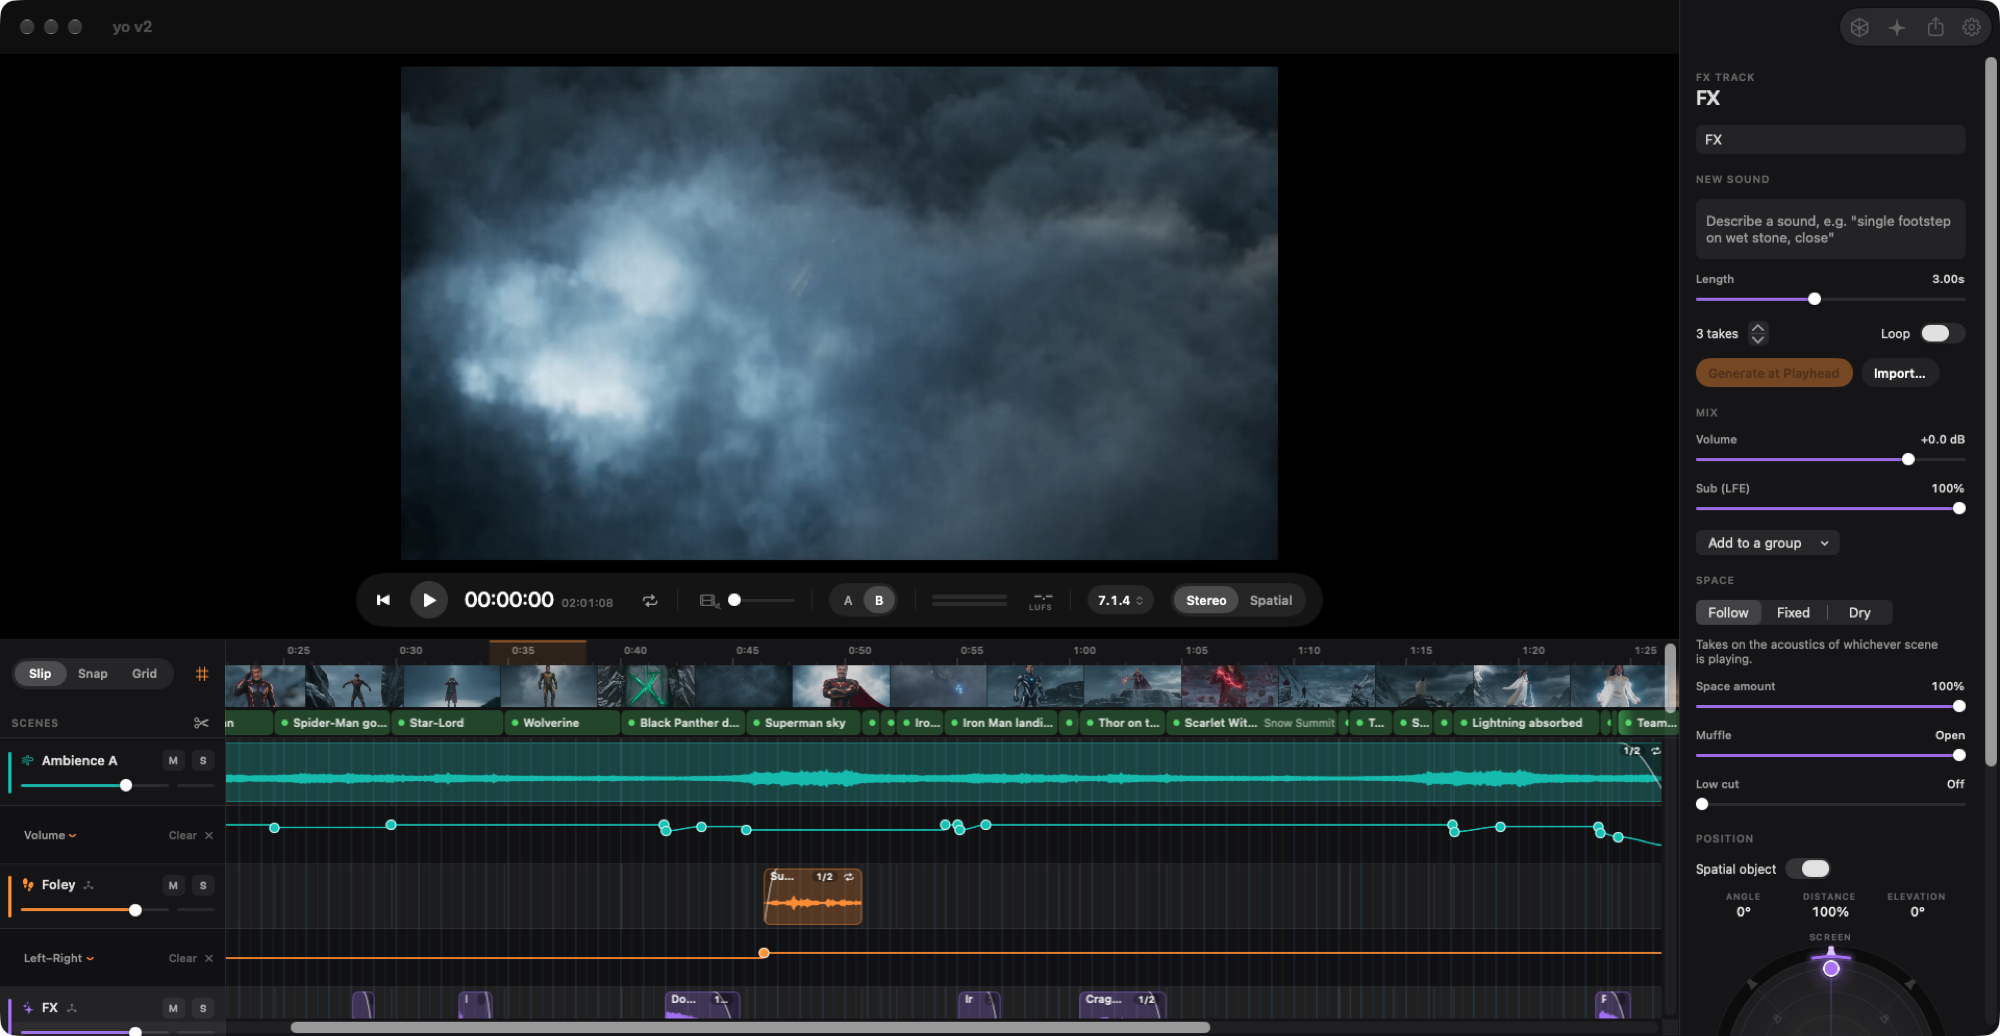 yo v2
FX TRACK
FX
FX
NEW SOUND
Describe a sound, e.g. "single footstep
on wet stone, close"
Length 3.00s
3 takes Loop
Generate at Playhead Import...
MIX
Volume +0.0 dB
Sub (LFE) 100%
Add to a group
SPACE
Follow Fixed Dry
Takes on the acoustics of whichever scene
is playing.
Space amount 100%
Muffle Open
Low cut Off
POSITION
Spatial object
ANGLE DISTANCE ELEVATION
0° 100% 0°
SCREEN
00:00:00 02:01:08 A B -.- LUFS 7.1.4 Stereo Spatial
Slip Snap Grid
0:25 0:30 0:35 0:40 0:45 0:50 0:55 1:00 1:05 1:10 1:15 1:20 1:25
SCENES
n Spider-Man go... Star-Lord Wolverine Black Panther d... Superman sky Iro... Iron Man landi... Thor on t... Scarlet Wit... Snow Summit T... S... Lightning absorbed Team...
Ambience A M S
1/2
Volume Clear
Foley M S
Su... 1/2
Left–Right Clear
FX M S
Do... 1... Ir Crag... 1/2 F